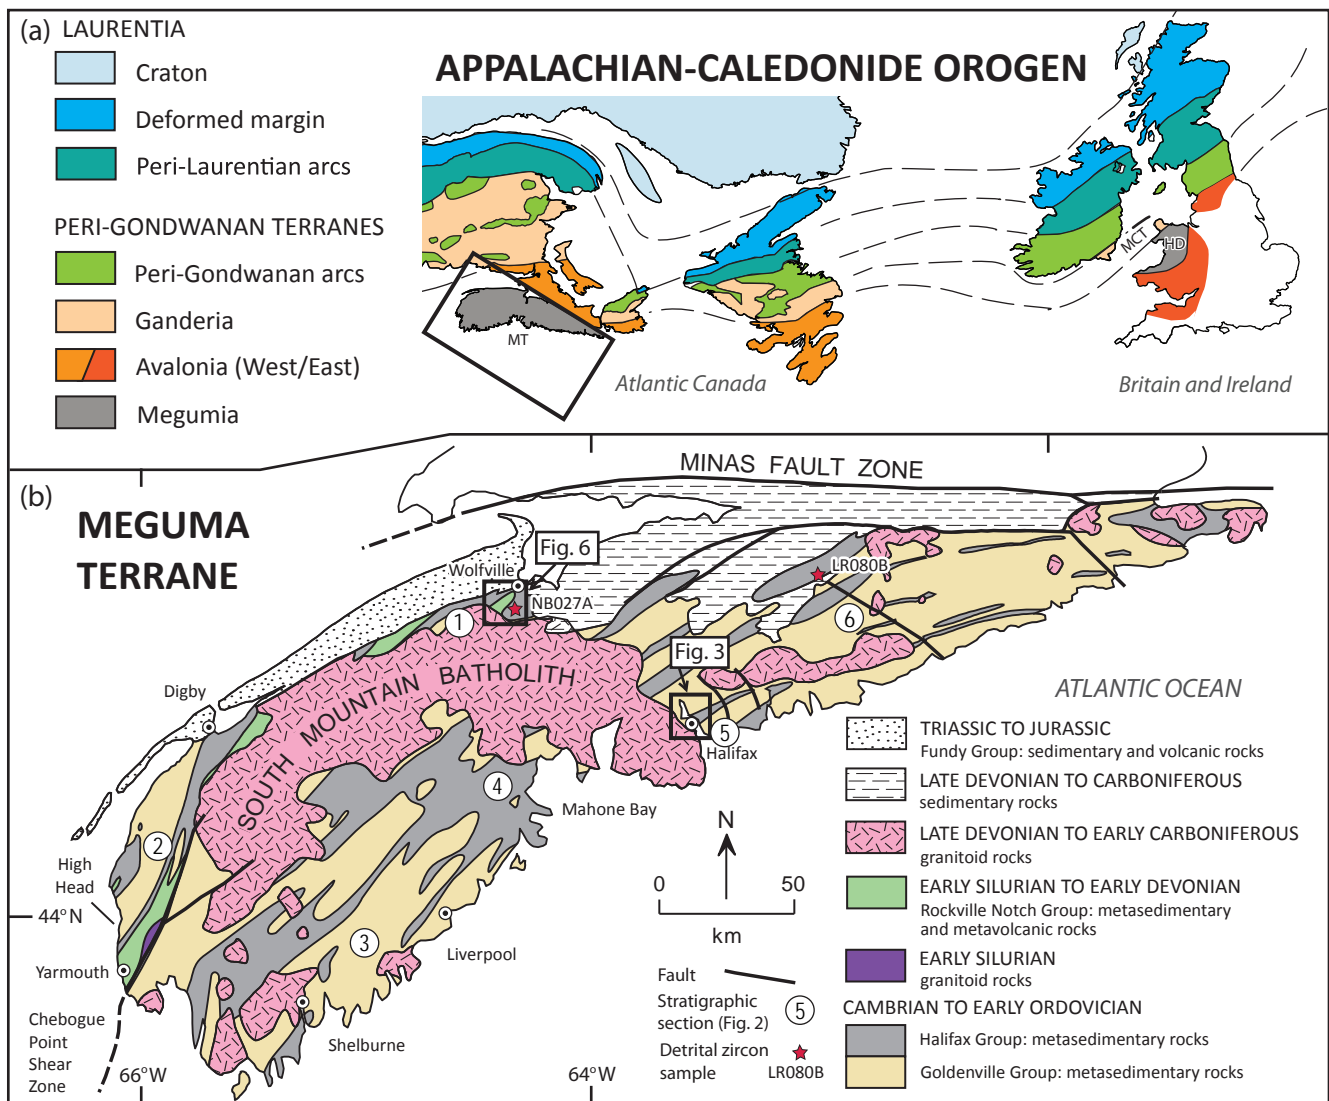 (a)
LAURENTIA
Craton
Deformed margin
Peri-Laurentian arcs
PERI-GONDWANAN TERRANES
Peri-Gondwanan arcs
Ganderia
Avalonia (West/East)
Megumia
APPALACHIAN-CALEDONIDE OROGEN
MT
MCT
HD
Atlantic Canada
Britain and Ireland
(b)
MEGUMA
TERRANE
MINAS FAULT ZONE
Fig. 6
Wolfville
LR080B
NB027A
1
6
Fig. 3
SOUTH MOUNTAIN BATHOLITH
Digby
5
Halifax
4
Mahone Bay
2
High
Head
44°N
3
Liverpool
Yarmouth
Shelburne
Chebogue
Point
Shear
Zone
66°W
64°W
ATLANTIC OCEAN
N
0
50
km
Fault
Stratigraphic
section (Fig. 2)
5
Detrital zircon
sample
LR080B
TRIASSIC TO JURASSIC
Fundy Group: sedimentary and volcanic rocks
LATE DEVONIAN TO CARBONIFEROUS
sedimentary rocks
LATE DEVONIAN TO EARLY CARBONIFEROUS
granitoid rocks
EARLY SILURIAN TO EARLY DEVONIAN
Rockville Notch Group: metasedimentary
and metavolcanic rocks
EARLY SILURIAN
granitoid rocks
CAMBRIAN TO EARLY ORDOVICIAN
Halifax Group: metasedimentary rocks
Goldenville Group: metasedimentary rocks